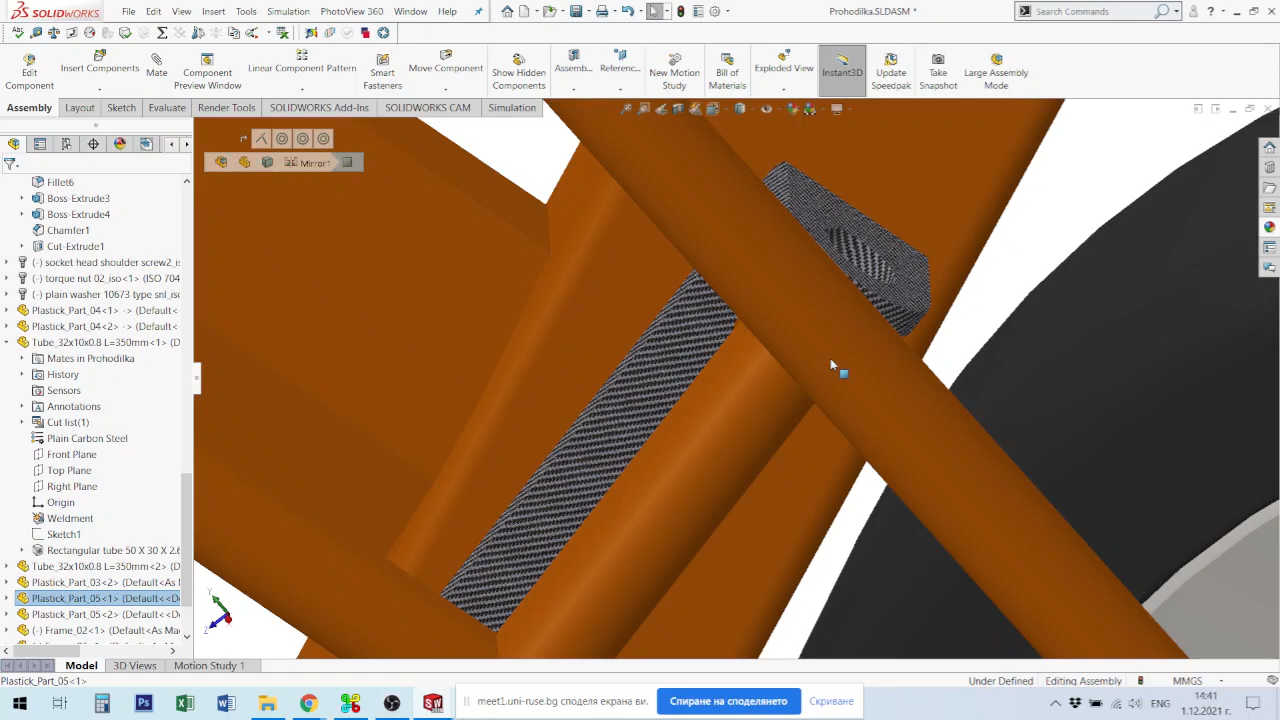 SOLIDWORKS
File Edit View Insert Tools Simulation PhotoView 360 Window Help
Prohodilka.SLDASM *
Search Commands
Edit Component
Insert Components
Mate
Component Preview Window
Linear Component Pattern
Smart Fasteners
Move Component
Show Hidden Components
Assemb...
Referenc...
New Motion Study
Bill of Materials
Exploded View
Instant3D
Update Speedpak
Take Snapshot
Large Assembly Mode
Assembly Layout Sketch Evaluate Render Tools SOLIDWORKS Add-Ins SOLIDWORKS CAM Simulation
Mirror1
Fillet6
Boss-Extrude3
Boss-Extrude4
Chamfer1
Cut-Extrude1
(-) socket head shoulder screw2_is
(-) torque nut 02_iso<1> (ISO 704
(-) plain washer 10673 type snl_iso
Plastick_Part_04<1> -> (Default<
Plastick_Part_04<2> -> (Default<
Tube_32x10x0.8 L=350mm<1> (D
Mates in Prohodilka
History
Sensors
Annotations
Cut list(1)
Plain Carbon Steel
Front Plane
Top Plane
Right Plane
Origin
Weldment
Sketch1
Rectangular tube 50 X 30 X 2.6
Tube_32x10x0.8 L=350mm<2> (D
Plastick_Part_03<2> (Default<As M
Plastick_Part_05<1> (Default<<D
Plastick_Part_05<2> (Default<<D
(-) Frame_02<1> (Default<As Ma
Y
Z
Model 3D Views Motion Study 1
Plastick_Part_05<1>
Under Defined Editing Assembly MMGS
meet1.uni-ruse.bg споделя екрана ви.
Спиране на споделянето
Скриване
ENG
14:41
1.12.2021 г.